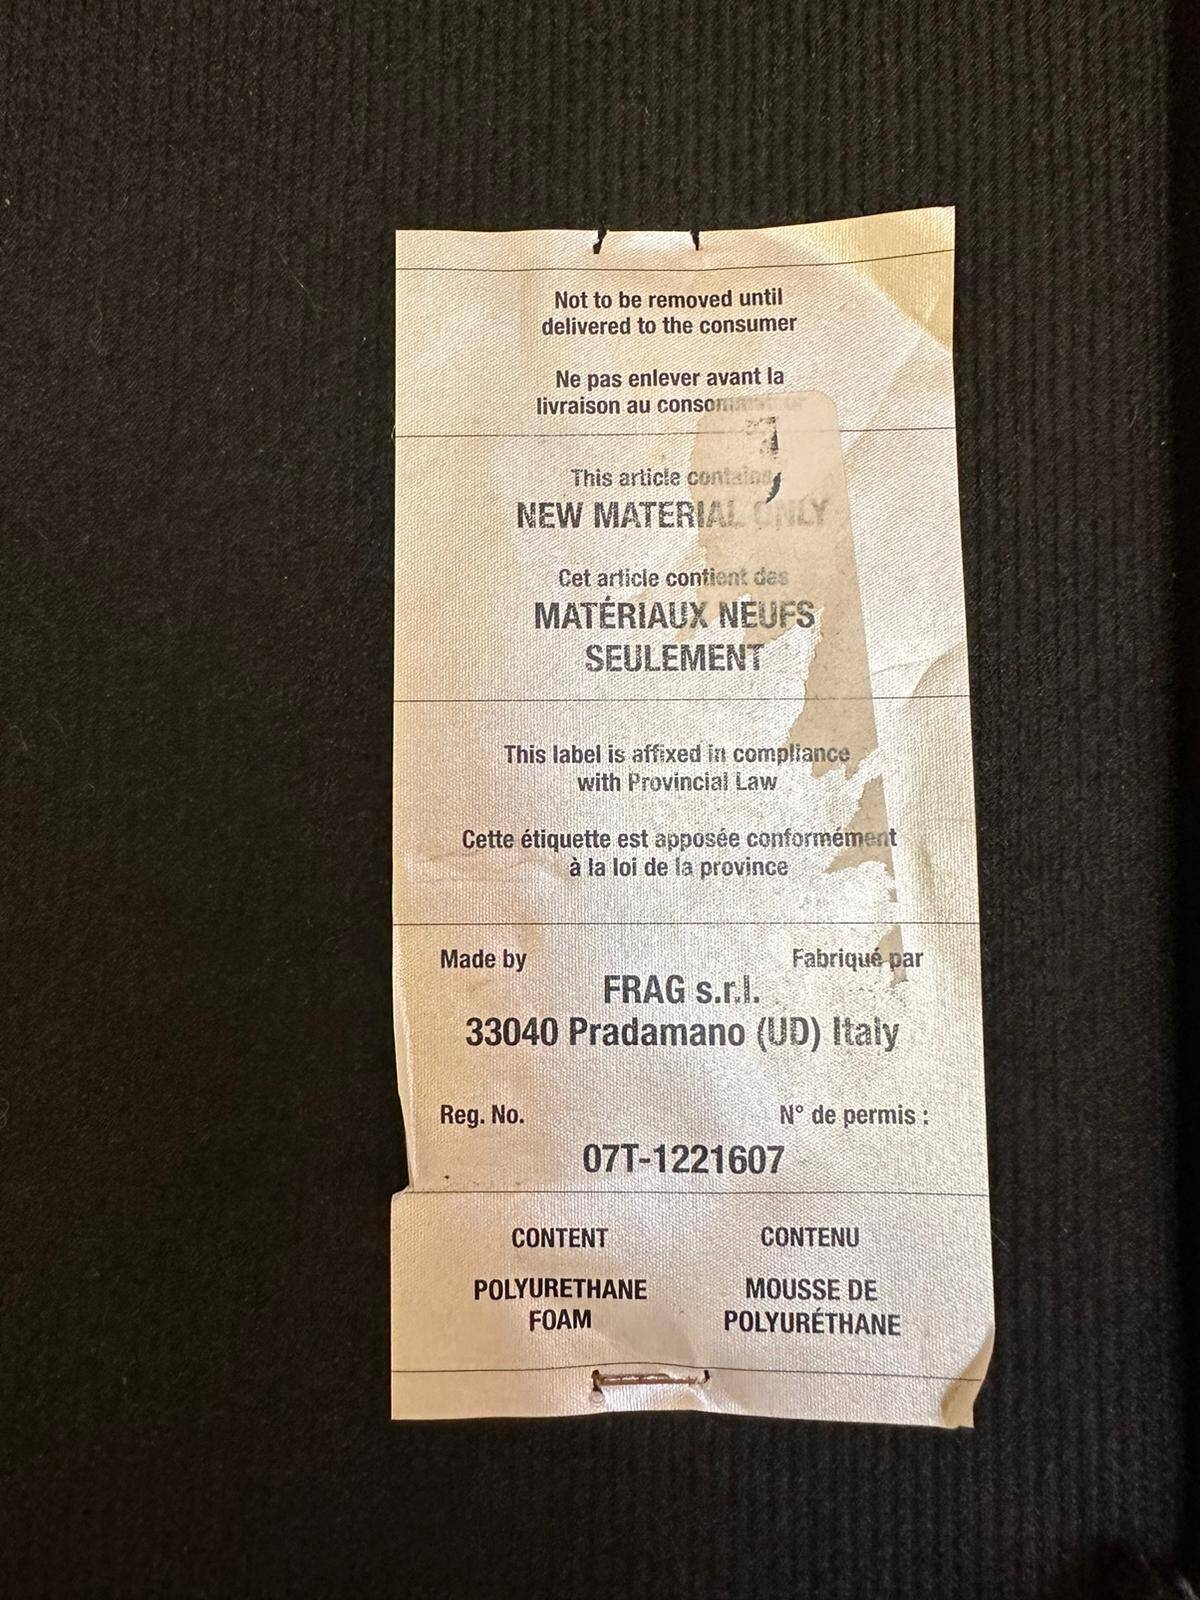 Not to be removed until
delivered to the consumer
Ne pas enlever avant la
livraison au consommateur
This article contains
NEW MATERIAL ONLY
Cet article contient des
MATÉRIAUX NEUFS
SEULEMENT
This label is affixed in compliance
with Provincial Law
Cette étiquette est apposée conformément
à la loi de la province
Made by Fabriqué par
FRAG s.r.l.
33040 Pradamano (UD) Italy
Reg. No. N° de permis :
07T-1221607
CONTENT CONTENU
POLYURETHANE MOUSSE DE
FOAM POLYURÉTHANE